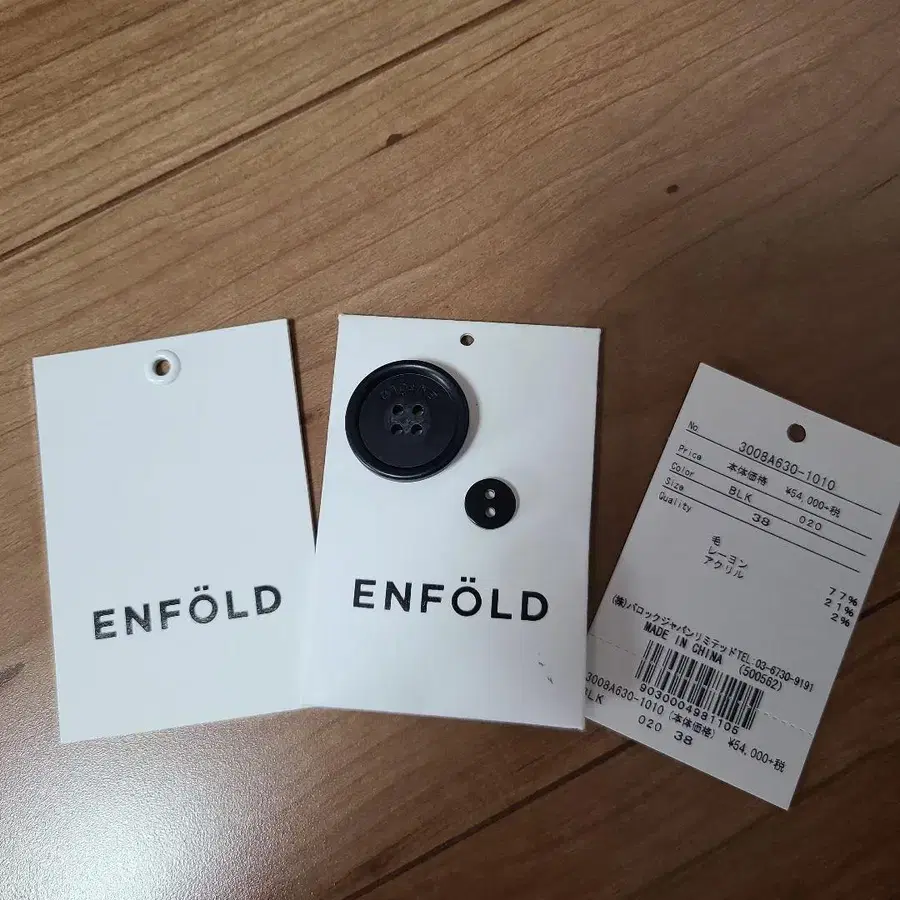 ENFÖLD
ENFÖLD
ENFÖLD
No 3008A630-1010
Price 本体価格 ¥54,000+税
Color BLK 020
Size 38
Quality
毛 77%
レーヨン 21%
アクリル 2%
(株)バロックジャパンリミテッドTEL:03-6730-9191
MADE IN CHINA (500562)
9030004981105
3008A630-1010 (本体価格) ¥54,000+税
BLK 020 38